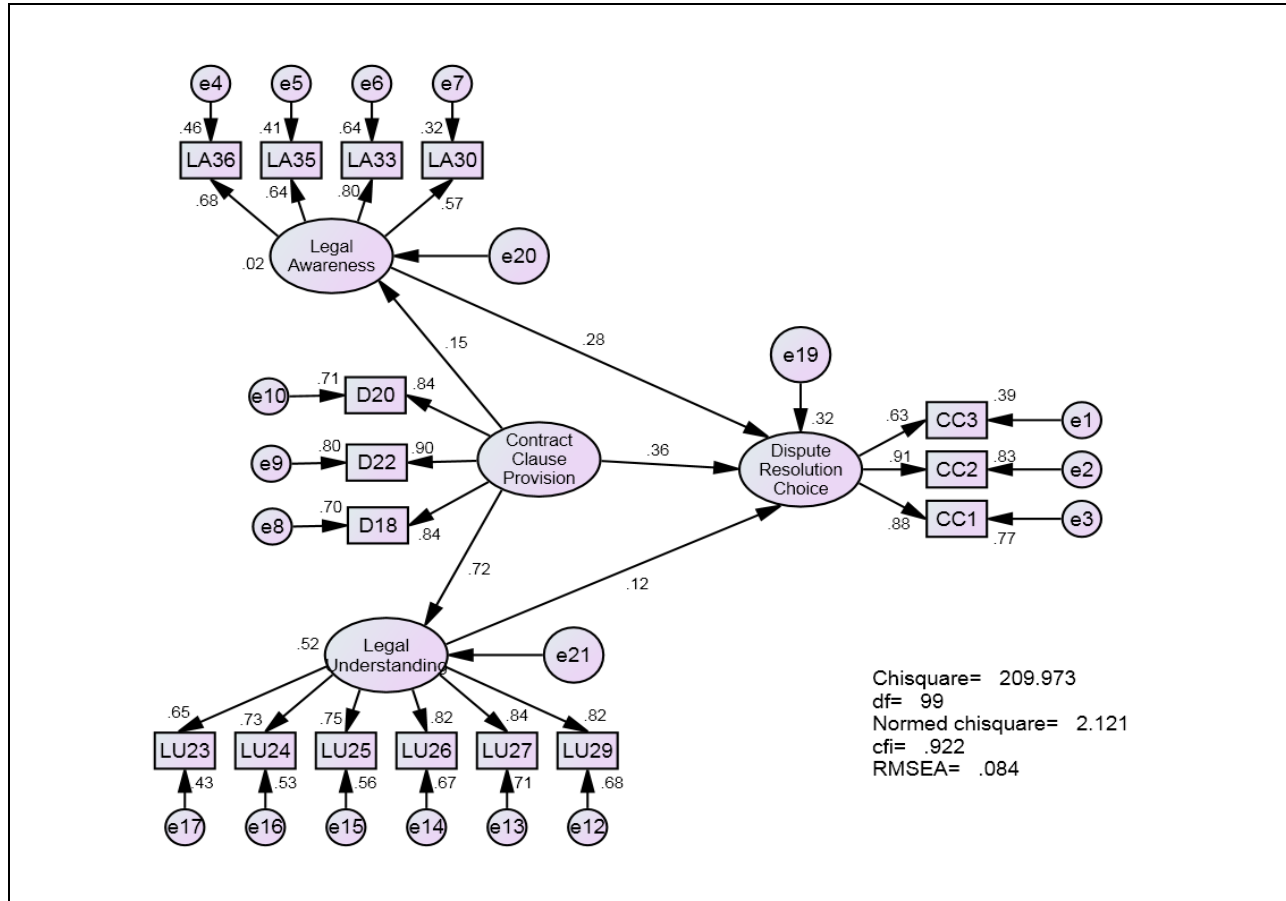 e4 e5 e6 e7
.46 .41 .64 .32
LA36 LA35 LA33 LA30
.68 .64 .80 .57
Legal
Awareness
.02
e20
.15
.28
e19
.32
e10 .71 D20 .84
e9 .80 D22 .90
e8 .70 D18 .84
Contract
Clause
Provision
.36
Dispute
Resolution
Choice
.63 CC3 .39 e1
.91 CC2 .83 e2
.88 CC1 .77 e3
.72
.12
.52
Legal
Understanding
e21
.65 .73 .75 .82 .84 .82
LU23 LU24 LU25 LU26 LU27 LU29
.43 .53 .56 .67 .71 .68
e17 e16 e15 e14 e13 e12
Chisquare= 209.973
df= 99
Normed chisquare= 2.121
cfi= .922
RMSEA= .084